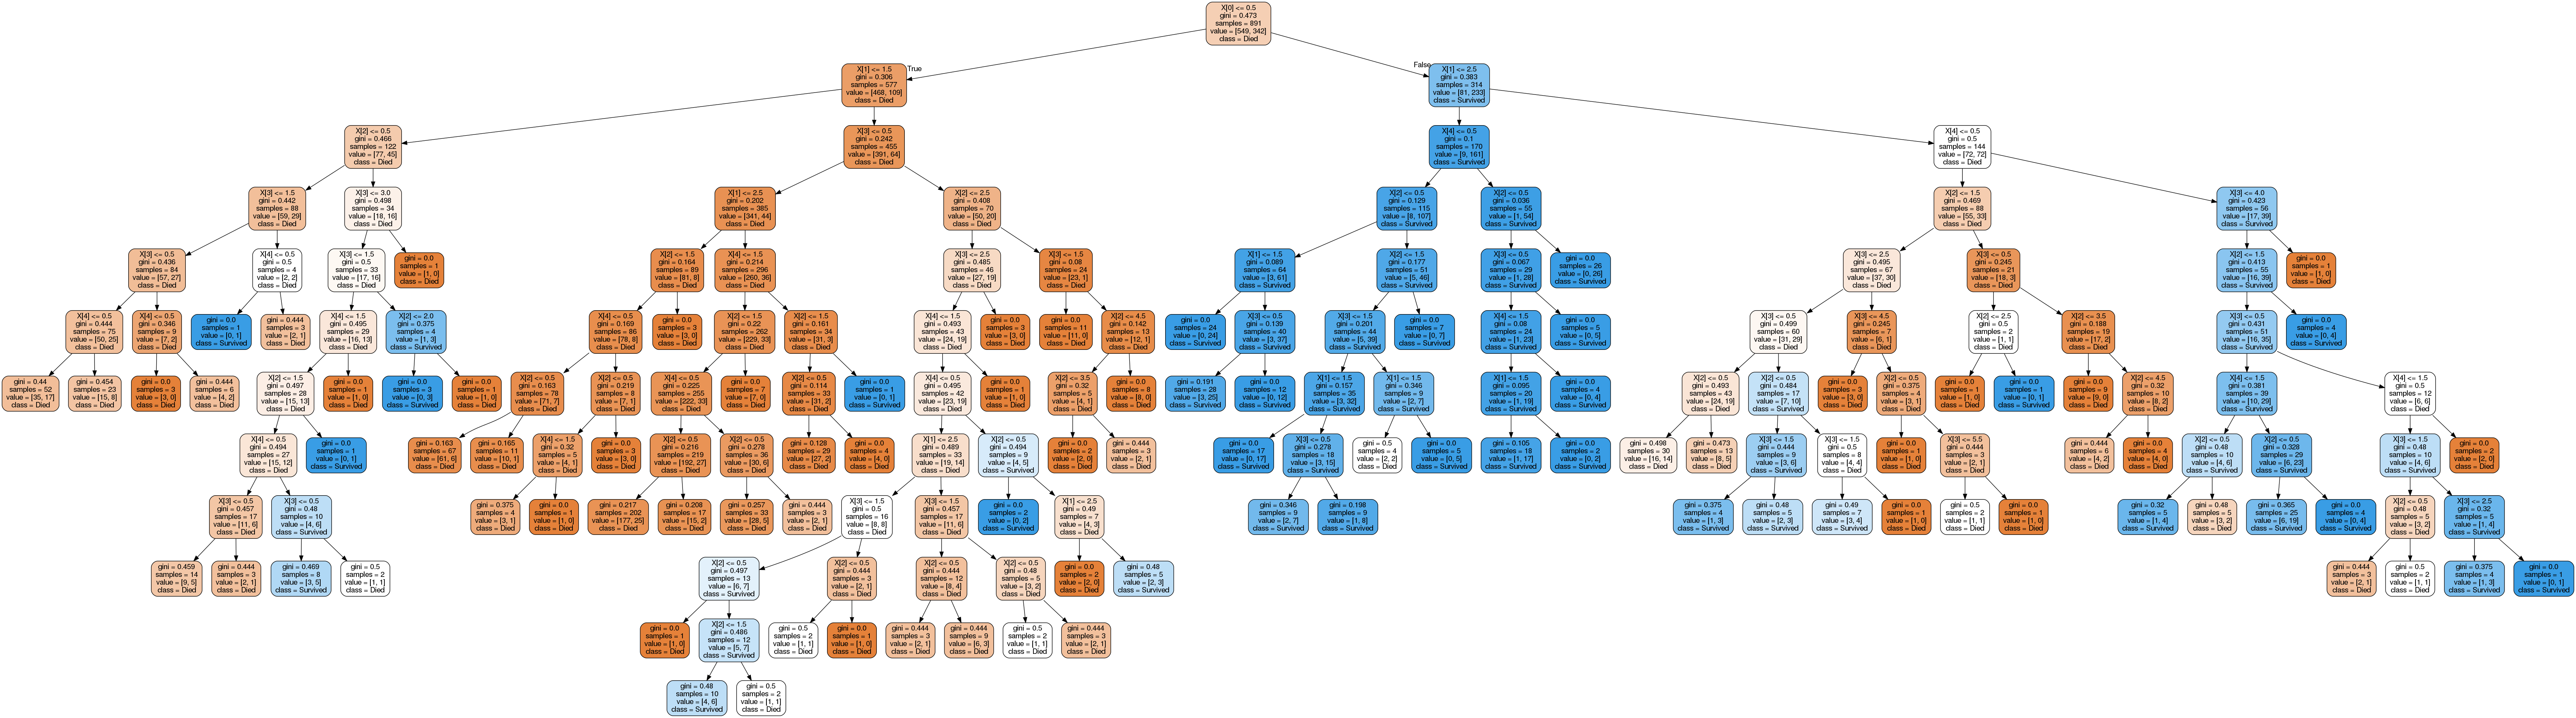 X[0] <= 0.5
gini = 0.473
samples = 891
value = [549, 342]
class = Died
True
False
X[1] <= 1.5
gini = 0.306
samples = 577
value = [468, 109]
class = Died
X[1] <= 2.5
gini = 0.383
samples = 314
value = [81, 233]
class = Survived
X[2] <= 0.5
gini = 0.466
samples = 122
value = [77, 45]
class = Died
X[3] <= 0.5
gini = 0.242
samples = 455
value = [391, 64]
class = Died
X[4] <= 0.5
gini = 0.1
samples = 170
value = [9, 161]
class = Survived
X[4] <= 0.5
gini = 0.5
samples = 144
value = [72, 72]
class = Died
X[3] <= 1.5
gini = 0.442
samples = 88
value = [59, 29]
class = Died
X[3] <= 3.0
gini = 0.498
samples = 34
value = [18, 16]
class = Died
X[1] <= 2.5
gini = 0.202
samples = 385
value = [341, 44]
class = Died
X[2] <= 2.5
gini = 0.408
samples = 70
value = [50, 20]
class = Died
X[2] <= 0.5
gini = 0.129
samples = 115
value = [8, 107]
class = Survived
X[2] <= 0.5
gini = 0.036
samples = 55
value = [1, 54]
class = Survived
X[2] <= 1.5
gini = 0.469
samples = 88
value = [55, 33]
class = Died
X[3] <= 4.0
gini = 0.423
samples = 56
value = [17, 39]
class = Survived
X[3] <= 0.5
gini = 0.436
samples = 84
value = [57, 27]
class = Died
X[4] <= 0.5
gini = 0.5
samples = 4
value = [2, 2]
class = Died
X[3] <= 1.5
gini = 0.5
samples = 33
value = [17, 16]
class = Died
gini = 0.0
samples = 1
value = [1, 0]
class = Died
X[2] <= 1.5
gini = 0.164
samples = 89
value = [81, 8]
class = Died
X[4] <= 1.5
gini = 0.214
samples = 296
value = [260, 36]
class = Died
X[3] <= 2.5
gini = 0.485
samples = 46
value = [27, 19]
class = Died
X[3] <= 1.5
gini = 0.08
samples = 24
value = [23, 1]
class = Died
X[1] <= 1.5
gini = 0.089
samples = 64
value = [3, 61]
class = Survived
X[2] <= 1.5
gini = 0.177
samples = 51
value = [5, 46]
class = Survived
X[3] <= 0.5
gini = 0.067
samples = 29
value = [1, 28]
class = Survived
gini = 0.0
samples = 26
value = [0, 26]
class = Survived
X[3] <= 2.5
gini = 0.495
samples = 67
value = [37, 30]
class = Died
X[3] <= 0.5
gini = 0.245
samples = 21
value = [18, 3]
class = Died
X[2] <= 1.5
gini = 0.413
samples = 55
value = [16, 39]
class = Survived
gini = 0.0
samples = 1
value = [1, 0]
class = Died
X[4] <= 0.5
gini = 0.444
samples = 75
value = [50, 25]
class = Died
X[4] <= 0.5
gini = 0.346
samples = 9
value = [7, 2]
class = Died
gini = 0.0
samples = 1
value = [0, 1]
class = Survived
gini = 0.444
samples = 3
value = [2, 1]
class = Died
X[4] <= 1.5
gini = 0.495
samples = 29
value = [16, 13]
class = Died
X[2] <= 2.0
gini = 0.375
samples = 4
value = [1, 3]
class = Survived
X[4] <= 0.5
gini = 0.169
samples = 86
value = [78, 8]
class = Died
gini = 0.0
samples = 3
value = [3, 0]
class = Died
X[2] <= 1.5
gini = 0.22
samples = 262
value = [229, 33]
class = Died
X[2] <= 1.5
gini = 0.161
samples = 34
value = [31, 3]
class = Died
X[4] <= 1.5
gini = 0.493
samples = 43
value = [24, 19]
class = Died
gini = 0.0
samples = 3
value = [3, 0]
class = Died
gini = 0.0
samples = 11
value = [11, 0]
class = Died
X[2] <= 4.5
gini = 0.142
samples = 13
value = [12, 1]
class = Died
gini = 0.0
samples = 24
value = [0, 24]
class = Survived
X[3] <= 0.5
gini = 0.139
samples = 40
value = [3, 37]
class = Survived
X[3] <= 1.5
gini = 0.201
samples = 44
value = [5, 39]
class = Survived
gini = 0.0
samples = 7
value = [0, 7]
class = Survived
X[4] <= 1.5
gini = 0.08
samples = 24
value = [1, 23]
class = Survived
gini = 0.0
samples = 5
value = [0, 5]
class = Survived
X[3] <= 0.5
gini = 0.499
samples = 60
value = [31, 29]
class = Died
X[3] <= 4.5
gini = 0.245
samples = 7
value = [6, 1]
class = Died
X[2] <= 2.5
gini = 0.5
samples = 2
value = [1, 1]
class = Died
X[2] <= 3.5
gini = 0.188
samples = 19
value = [17, 2]
class = Died
X[3] <= 0.5
gini = 0.431
samples = 51
value = [16, 35]
class = Survived
gini = 0.0
samples = 4
value = [0, 4]
class = Survived
gini = 0.44
samples = 52
value = [35, 17]
class = Died
gini = 0.454
samples = 23
value = [15, 8]
class = Died
gini = 0.0
samples = 3
value = [3, 0]
class = Died
gini = 0.444
samples = 6
value = [4, 2]
class = Died
X[2] <= 1.5
gini = 0.497
samples = 28
value = [15, 13]
class = Died
gini = 0.0
samples = 1
value = [1, 0]
class = Died
gini = 0.0
samples = 3
value = [0, 3]
class = Survived
gini = 0.0
samples = 1
value = [1, 0]
class = Died
X[2] <= 0.5
gini = 0.163
samples = 78
value = [71, 7]
class = Died
X[2] <= 0.5
gini = 0.219
samples = 8
value = [7, 1]
class = Died
X[4] <= 0.5
gini = 0.225
samples = 255
value = [222, 33]
class = Died
gini = 0.0
samples = 7
value = [7, 0]
class = Died
X[2] <= 0.5
gini = 0.114
samples = 33
value = [31, 2]
class = Died
gini = 0.0
samples = 1
value = [0, 1]
class = Survived
X[4] <= 0.5
gini = 0.495
samples = 42
value = [23, 19]
class = Died
gini = 0.0
samples = 1
value = [1, 0]
class = Died
X[2] <= 3.5
gini = 0.32
samples = 5
value = [4, 1]
class = Died
gini = 0.0
samples = 8
value = [8, 0]
class = Died
gini = 0.191
samples = 28
value = [3, 25]
class = Survived
gini = 0.0
samples = 12
value = [0, 12]
class = Survived
X[1] <= 1.5
gini = 0.157
samples = 35
value = [3, 32]
class = Survived
X[1] <= 1.5
gini = 0.346
samples = 9
value = [2, 7]
class = Survived
X[1] <= 1.5
gini = 0.095
samples = 20
value = [1, 19]
class = Survived
gini = 0.0
samples = 4
value = [0, 4]
class = Survived
X[2] <= 0.5
gini = 0.493
samples = 43
value = [24, 19]
class = Died
X[2] <= 0.5
gini = 0.484
samples = 17
value = [7, 10]
class = Survived
gini = 0.0
samples = 3
value = [3, 0]
class = Died
X[2] <= 0.5
gini = 0.375
samples = 4
value = [3, 1]
class = Died
gini = 0.0
samples = 1
value = [1, 0]
class = Died
gini = 0.0
samples = 1
value = [0, 1]
class = Survived
gini = 0.0
samples = 9
value = [9, 0]
class = Died
X[2] <= 4.5
gini = 0.32
samples = 10
value = [8, 2]
class = Died
X[4] <= 1.5
gini = 0.381
samples = 39
value = [10, 29]
class = Survived
X[4] <= 1.5
gini = 0.5
samples = 12
value = [6, 6]
class = Died
X[4] <= 0.5
gini = 0.494
samples = 27
value = [15, 12]
class = Died
gini = 0.0
samples = 1
value = [0, 1]
class = Survived
gini = 0.163
samples = 67
value = [61, 6]
class = Died
gini = 0.165
samples = 11
value = [10, 1]
class = Died
X[4] <= 1.5
gini = 0.32
samples = 5
value = [4, 1]
class = Died
gini = 0.0
samples = 3
value = [3, 0]
class = Died
X[2] <= 0.5
gini = 0.216
samples = 219
value = [192, 27]
class = Died
X[2] <= 0.5
gini = 0.278
samples = 36
value = [30, 6]
class = Died
gini = 0.128
samples = 29
value = [27, 2]
class = Died
gini = 0.0
samples = 4
value = [4, 0]
class = Died
X[1] <= 2.5
gini = 0.489
samples = 33
value = [19, 14]
class = Died
X[2] <= 0.5
gini = 0.494
samples = 9
value = [4, 5]
class = Survived
gini = 0.0
samples = 2
value = [2, 0]
class = Died
gini = 0.444
samples = 3
value = [2, 1]
class = Died
gini = 0.0
samples = 17
value = [0, 17]
class = Survived
X[3] <= 0.5
gini = 0.278
samples = 18
value = [3, 15]
class = Survived
gini = 0.5
samples = 4
value = [2, 2]
class = Died
gini = 0.0
samples = 5
value = [0, 5]
class = Survived
gini = 0.105
samples = 18
value = [1, 17]
class = Survived
gini = 0.0
samples = 2
value = [0, 2]
class = Survived
gini = 0.498
samples = 30
value = [16, 14]
class = Died
gini = 0.473
samples = 13
value = [8, 5]
class = Died
X[3] <= 1.5
gini = 0.444
samples = 9
value = [3, 6]
class = Survived
X[3] <= 1.5
gini = 0.5
samples = 8
value = [4, 4]
class = Died
gini = 0.0
samples = 1
value = [1, 0]
class = Died
X[3] <= 5.5
gini = 0.444
samples = 3
value = [2, 1]
class = Died
gini = 0.444
samples = 6
value = [4, 2]
class = Died
gini = 0.0
samples = 4
value = [4, 0]
class = Died
X[2] <= 0.5
gini = 0.48
samples = 10
value = [4, 6]
class = Survived
X[2] <= 0.5
gini = 0.328
samples = 29
value = [6, 23]
class = Survived
X[3] <= 1.5
gini = 0.48
samples = 10
value = [4, 6]
class = Survived
gini = 0.0
samples = 2
value = [2, 0]
class = Died
X[3] <= 0.5
gini = 0.457
samples = 17
value = [11, 6]
class = Died
X[3] <= 0.5
gini = 0.48
samples = 10
value = [4, 6]
class = Survived
gini = 0.375
samples = 4
value = [3, 1]
class = Died
gini = 0.0
samples = 1
value = [1, 0]
class = Died
gini = 0.217
samples = 202
value = [177, 25]
class = Died
gini = 0.208
samples = 17
value = [15, 2]
class = Died
gini = 0.257
samples = 33
value = [28, 5]
class = Died
gini = 0.444
samples = 3
value = [2, 1]
class = Died
X[3] <= 1.5
gini = 0.5
samples = 16
value = [8, 8]
class = Died
X[3] <= 1.5
gini = 0.457
samples = 17
value = [11, 6]
class = Died
gini = 0.0
samples = 2
value = [0, 2]
class = Survived
X[1] <= 2.5
gini = 0.49
samples = 7
value = [4, 3]
class = Died
gini = 0.346
samples = 9
value = [2, 7]
class = Survived
gini = 0.198
samples = 9
value = [1, 8]
class = Survived
gini = 0.375
samples = 4
value = [1, 3]
class = Survived
gini = 0.48
samples = 5
value = [2, 3]
class = Survived
gini = 0.49
samples = 7
value = [3, 4]
class = Survived
gini = 0.0
samples = 1
value = [1, 0]
class = Died
gini = 0.5
samples = 2
value = [1, 1]
class = Died
gini = 0.0
samples = 1
value = [1, 0]
class = Died
gini = 0.32
samples = 5
value = [1, 4]
class = Survived
gini = 0.48
samples = 5
value = [3, 2]
class = Died
gini = 0.365
samples = 25
value = [6, 19]
class = Survived
gini = 0.0
samples = 4
value = [0, 4]
class = Survived
X[2] <= 0.5
gini = 0.48
samples = 5
value = [3, 2]
class = Died
X[3] <= 2.5
gini = 0.32
samples = 5
value = [1, 4]
class = Survived
gini = 0.459
samples = 14
value = [9, 5]
class = Died
gini = 0.444
samples = 3
value = [2, 1]
class = Died
gini = 0.469
samples = 8
value = [3, 5]
class = Survived
gini = 0.5
samples = 2
value = [1, 1]
class = Died
X[2] <= 0.5
gini = 0.497
samples = 13
value = [6, 7]
class = Survived
X[2] <= 0.5
gini = 0.444
samples = 3
value = [2, 1]
class = Died
X[2] <= 0.5
gini = 0.444
samples = 12
value = [8, 4]
class = Died
X[2] <= 0.5
gini = 0.48
samples = 5
value = [3, 2]
class = Died
gini = 0.0
samples = 2
value = [2, 0]
class = Died
gini = 0.48
samples = 5
value = [2, 3]
class = Survived
gini = 0.444
samples = 3
value = [2, 1]
class = Died
gini = 0.5
samples = 2
value = [1, 1]
class = Died
gini = 0.375
samples = 4
value = [1, 3]
class = Survived
gini = 0.0
samples = 1
value = [0, 1]
class = Survived
gini = 0.0
samples = 1
value = [1, 0]
class = Died
X[2] <= 1.5
gini = 0.486
samples = 12
value = [5, 7]
class = Survived
gini = 0.5
samples = 2
value = [1, 1]
class = Died
gini = 0.0
samples = 1
value = [1, 0]
class = Died
gini = 0.444
samples = 3
value = [2, 1]
class = Died
gini = 0.444
samples = 9
value = [6, 3]
class = Died
gini = 0.5
samples = 2
value = [1, 1]
class = Died
gini = 0.444
samples = 3
value = [2, 1]
class = Died
gini = 0.48
samples = 10
value = [4, 6]
class = Survived
gini = 0.5
samples = 2
value = [1, 1]
class = Died